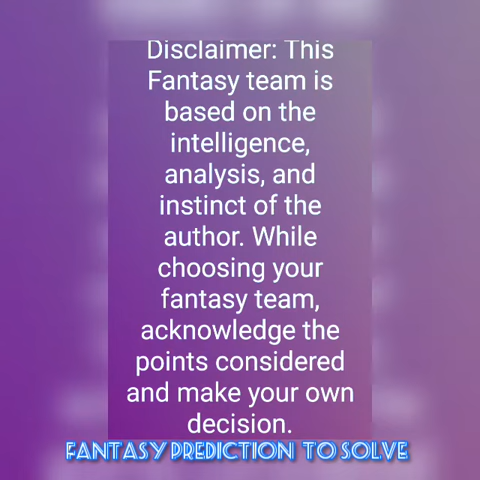 Disclaimer: This
Fantasy team is
based on the
intelligence,
analysis, and
instinct of the
author. While
choosing your
fantasy team,
acknowledge the
points considered
and make your own
decision.
FANTASY PREDICTION TO SOLVE